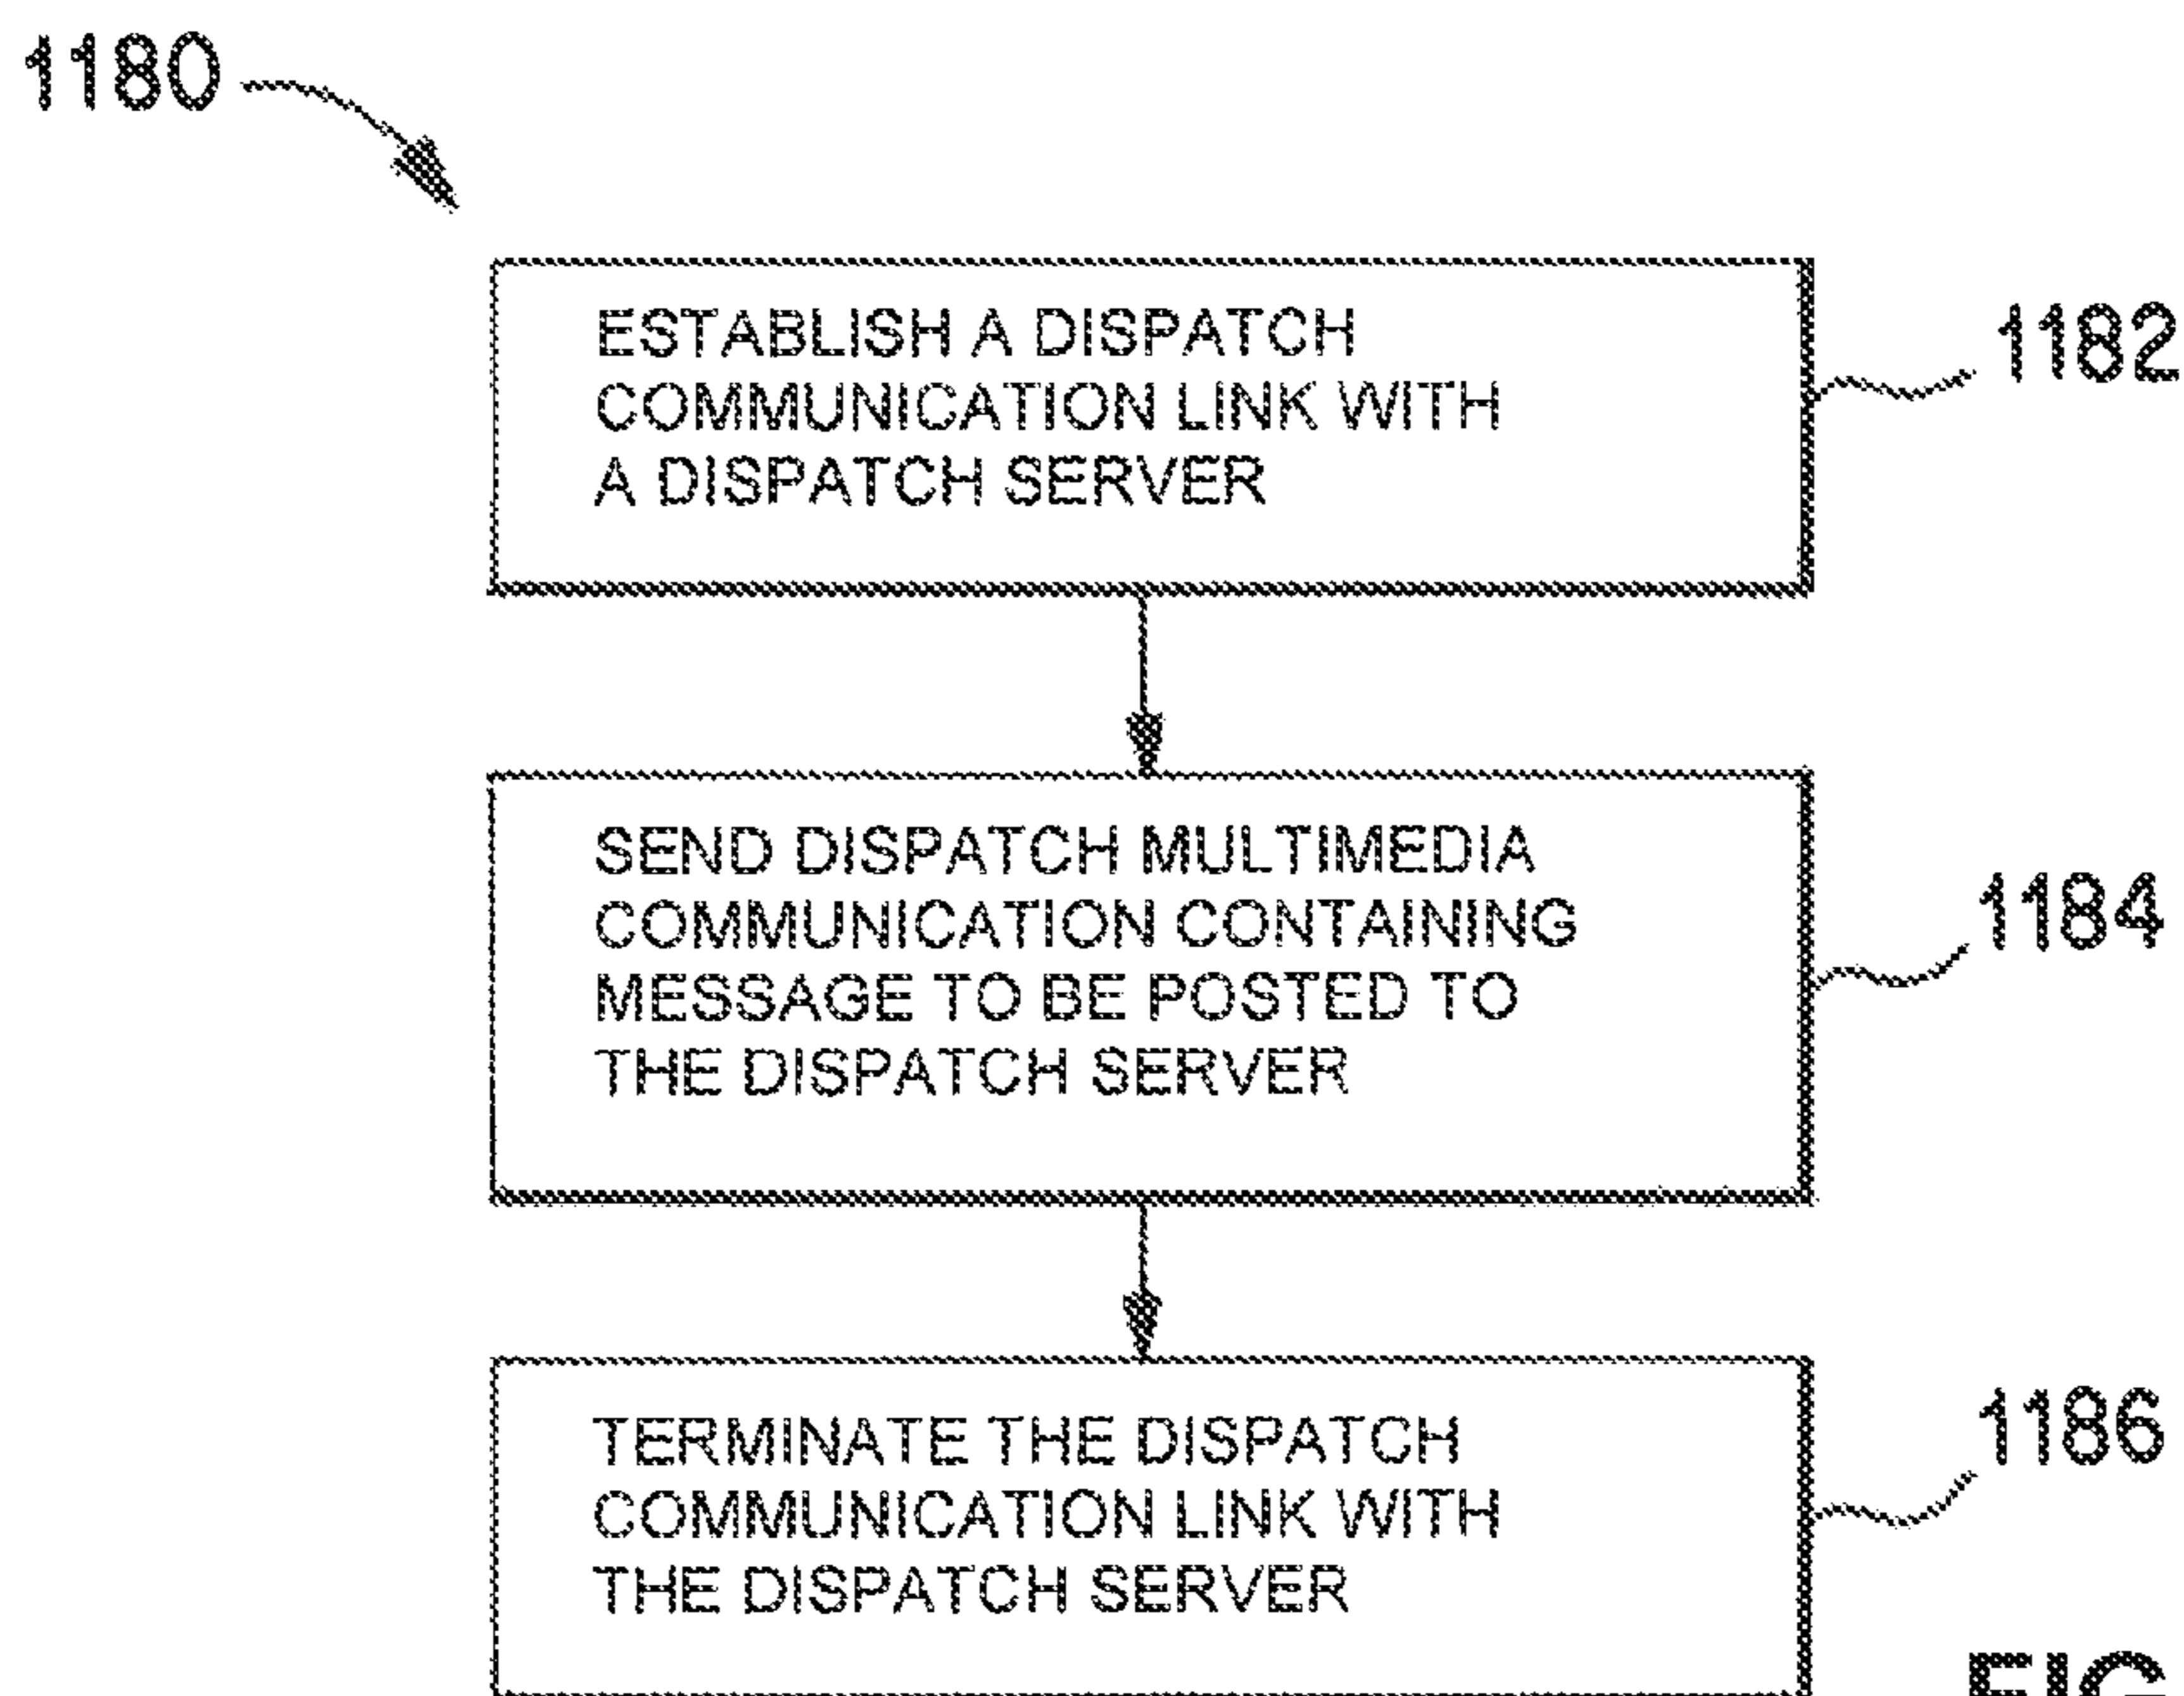 1180
ESTABLISH A DISPATCH
COMMUNICATION LINK WITH
A DISPATCH SERVER
1182
SEND DISPATCH MULTIMEDIA
COMMUNICATION CONTAINING
MESSAGE TO BE POSTED TO
THE DISPATCH SERVER
1184
TERMINATE THE DISPATCH
COMMUNICATION LINK WITH
THE DISPATCH SERVER
1186